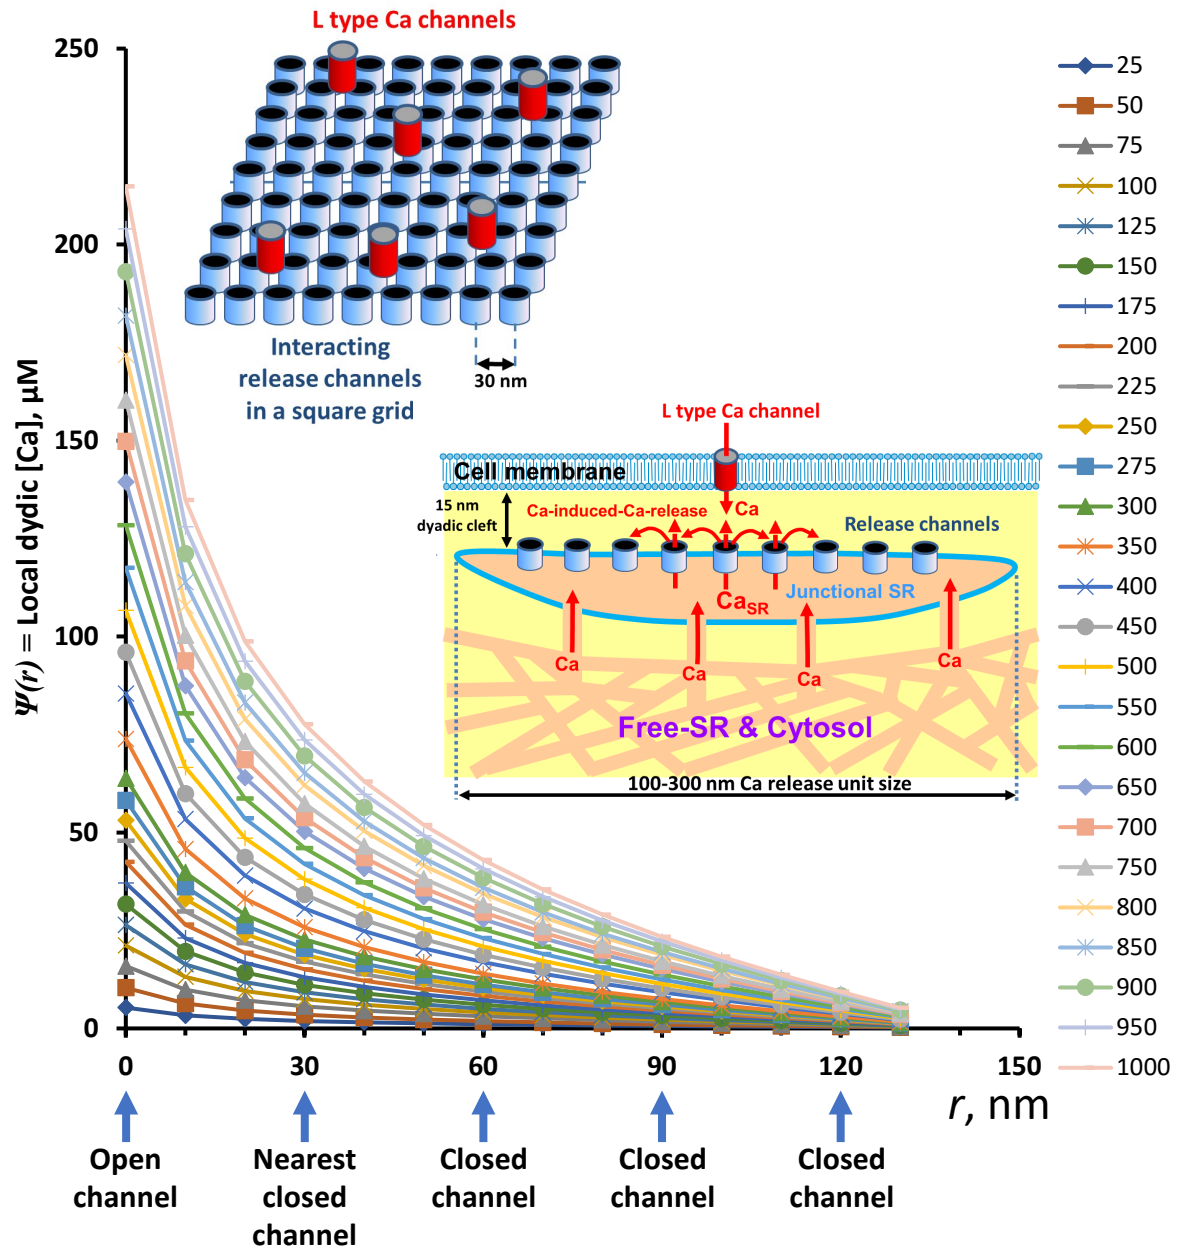 L type Ca channels
250
200
150
100
50
0
Ψ(r) = Local dydic [Ca], μM
Interacting
release channels
in a square grid
30 nm
L type Ca channel
Cell membrane
15 nm
dyadic cleft
Ca-induced-Ca-release
Ca
Release channels
CaSR
Junctional SR
Ca
Ca
Ca
Ca
Free-SR & Cytosol
100-300 nm Ca release unit size
0
30
60
90
120
150
r, nm
Open
channel
Nearest
closed
channel
Closed
channel
Closed
channel
Closed
channel
25
50
75
100
125
150
175
200
225
250
275
300
350
400
450
500
550
600
650
700
750
800
850
900
950
1000